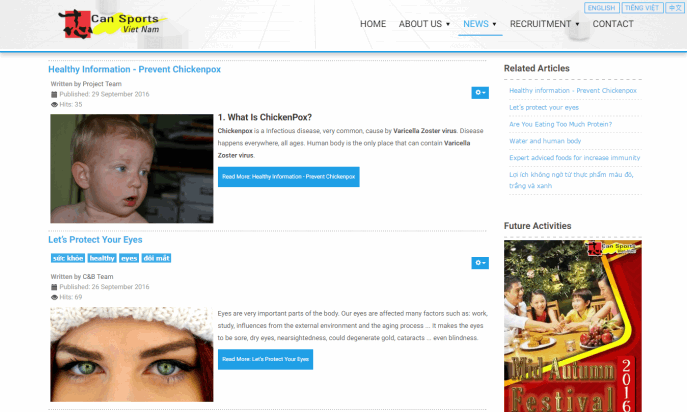 ENGLISH TIẾNG VIỆT 中文
Can Sports
Viet Nam
HOME ABOUT US NEWS RECRUITMENT CONTACT
Healthy Information - Prevent Chickenpox
Written by Project Team
Published: 29 September 2016
Hits: 35
1. What Is ChickenPox?
Chickenpox is a Infectious disease, very common, cause by Varicella Zoster virus. Disease
happens everywhere, all ages. Human body is the only place that can contain Varicella
Zoster virus.
Read More: Healthy Information - Prevent Chickenpox
Let's Protect Your Eyes
sức khỏe healthy eyes đôi mắt
Written by C&B Team
Published: 26 September 2016
Hits: 69
Eyes are very important parts of the body. Our eyes are affected many factors such as: work,
study, influences from the external environment and the aging process ... It makes the eyes
to be sore, dry eyes, nearsightedness, could degenerate gold, cataracts ... even blindness.
Read More: Let's Protect Your Eyes
Related Articles
Healthy information - Prevent Chickenpox
Let's protect your eyes
Are You Eating Too Much Protein?
Water and human body
Expert adviced foods for increase immunity
Lợi ích không ngờ từ thực phẩm màu đỏ,
trắng và xanh
Future Activities
Can Sports
Mid Autumn
Festival
2016